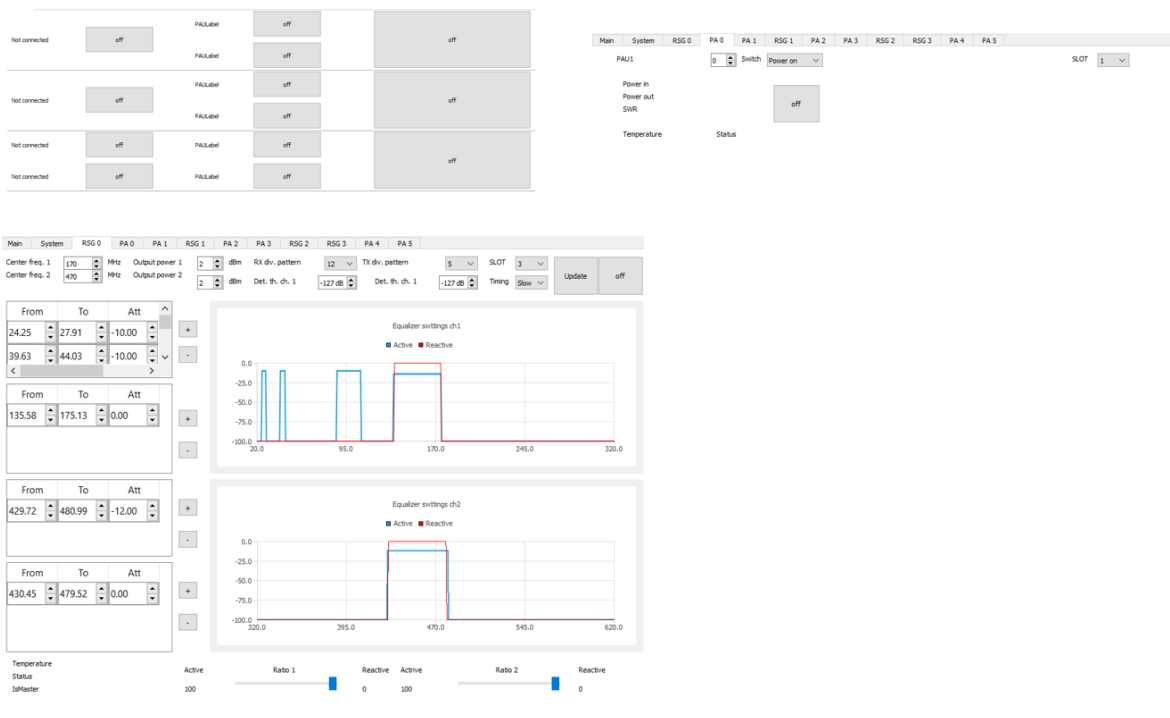 PAULabel off
Not connected off off
PAULabel off
PAULabel off
Not connected off off
PAULabel off
Not connected off PAULabel off
off
Not connected off PAULabel off
Main System RSG 0 PA 0 PA 1 RSG 1 PA 2 PA 3 RSG 2 RSG 3 PA 4 PA 5
PAU1 0 Switch Power on SLOT 1
Power in
Power out off
SWR
Temperature Status
Main System RSG 0 PA 0 PA 1 RSG 1 PA 2 PA 3 RSG 2 RSG 3 PA 4 PA 5
Center freq. 1 170 MHz Output power 1 2 dBm RX div. pattern 12 TX div. pattern 5 SLOT 3
Update off
Center freq. 2 470 MHz Output power 2 2 dBm Det. th. ch. 1 -127 dB Det. th. ch. 1 -127 dB Timing Slow
From To Att
24.25 27.91 -10.00 +
39.63 44.03 -10.00 -
From To Att
135.58 175.13 0.00 +
-
Equalizer swttings ch1
Active Reactive
0.0
-25.0
-50.0
-75.0
-100.0
20.0 95.0 170.0 245.0 320.0
From To Att
429.72 480.99 -12.00 +
-
From To Att
430.45 479.52 0.00 +
-
Equalizer swttings ch2
Active Reactive
0.0
-25.0
-50.0
-75.0
-100.0
320.0 395.0 470.0 545.0 620.0
Temperature
Status
IsMaster
Active Ratio 1 Reactive Actrive Ratio 2 Reactive
100 0 100 0